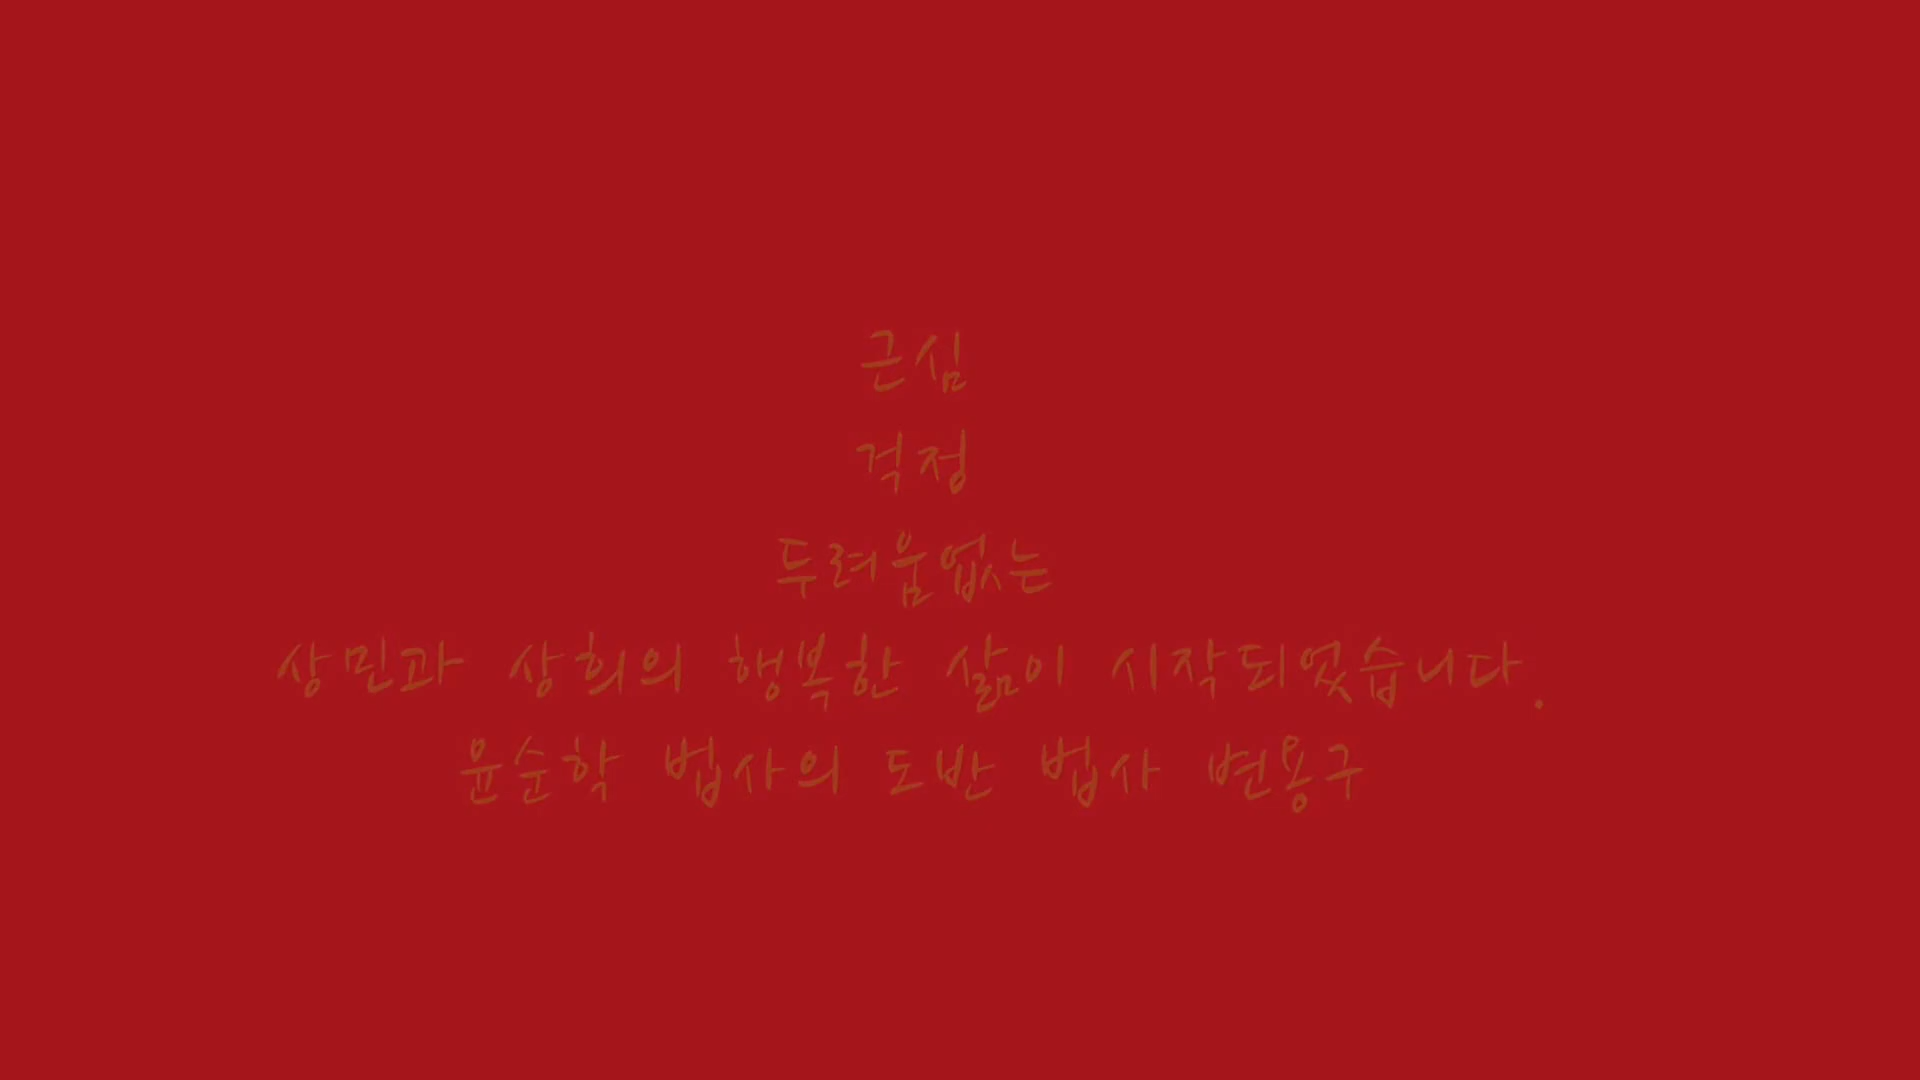 근심
걱정
두려움없는
상민과 상희의 행복한 삶이 시작되었습니다.
윤순학 법사의 도반 법사 변용구